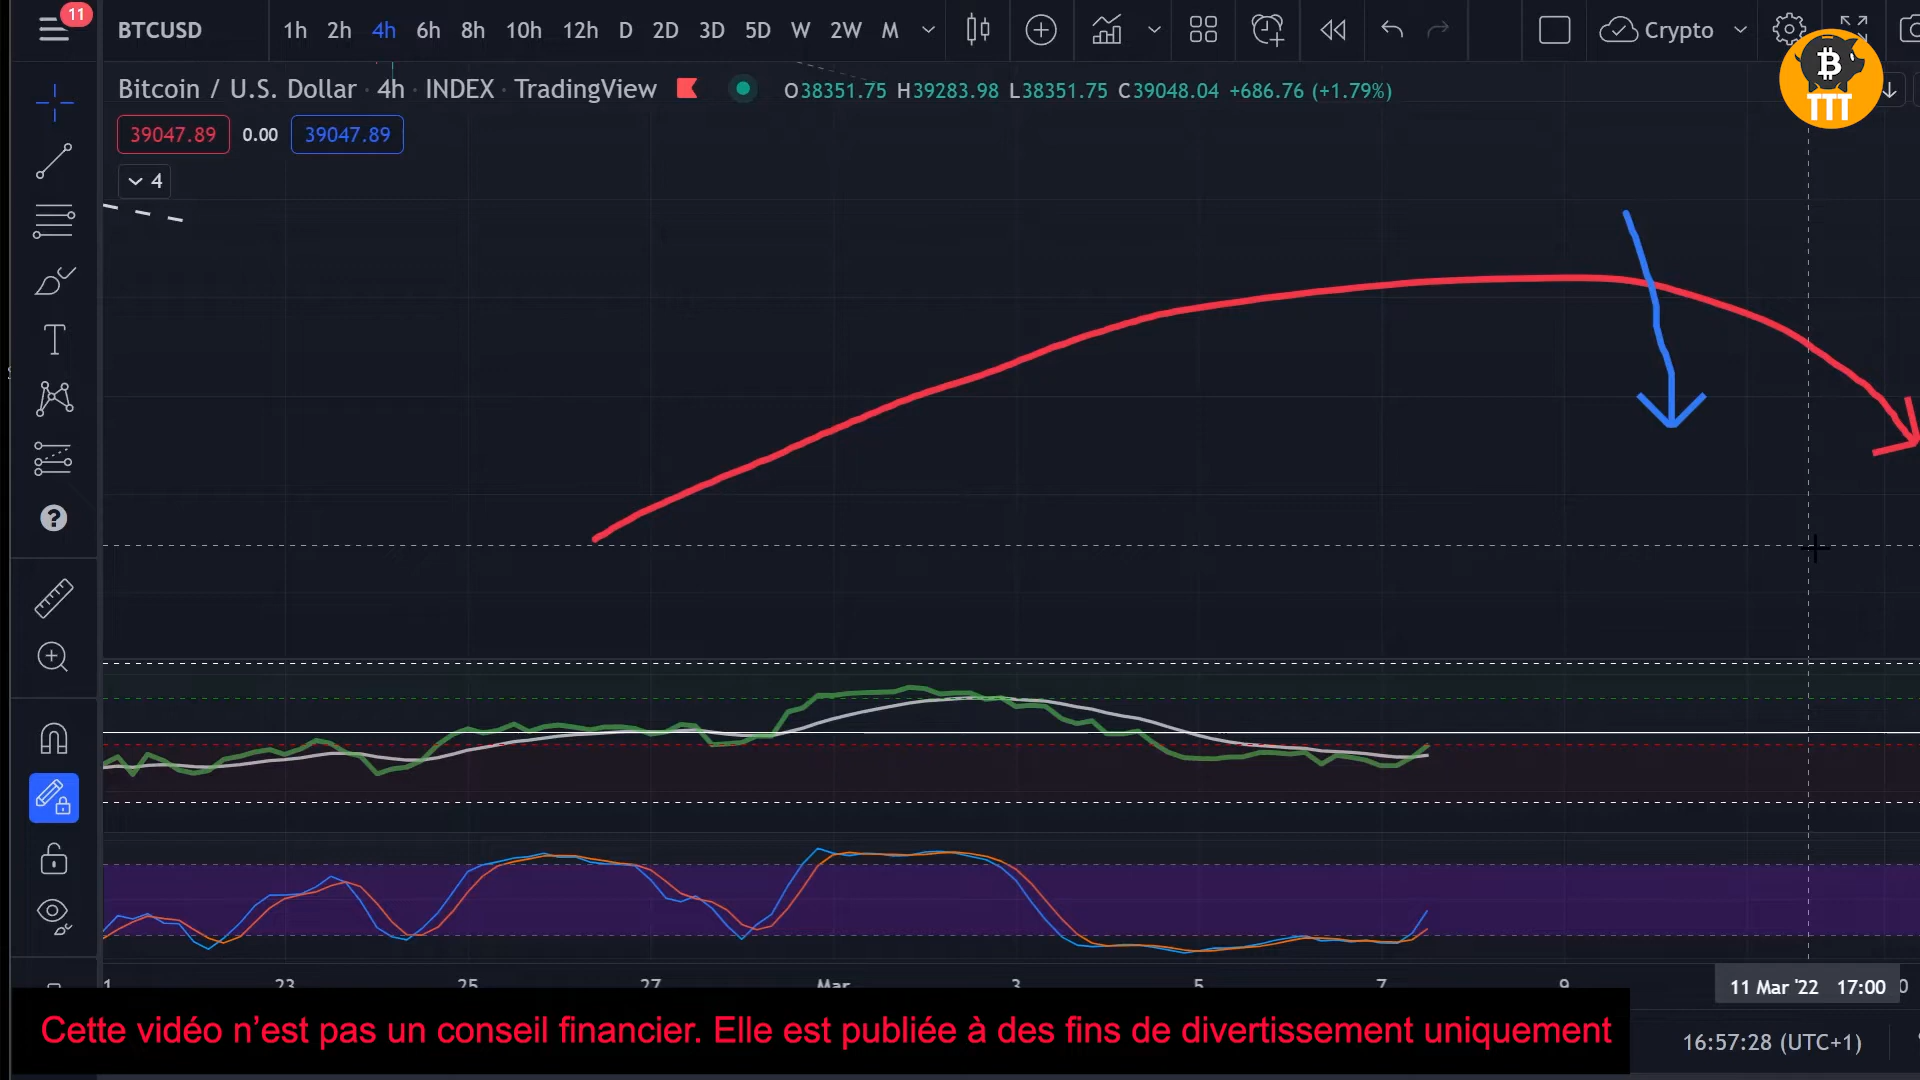 11
BTCUSD 1h 2h 4h 6h 8h 10h 12h D 2D 3D 5D W 2W M Crypto
Bitcoin / U.S. Dollar · 4h · INDEX · TradingView O38351.75 H39283.98 L38351.75 C39048.04 +686.76 (+1.79%)
B
TTT
39047.89 0.00 39047.89
4
T
23 25 27 Mar 3 5 7 9 11 Mar '22 17:00
Cette vidéo n'est pas un conseil financier. Elle est publiée à des fins de divertissement uniquement
16:57:28 (UTC+1)